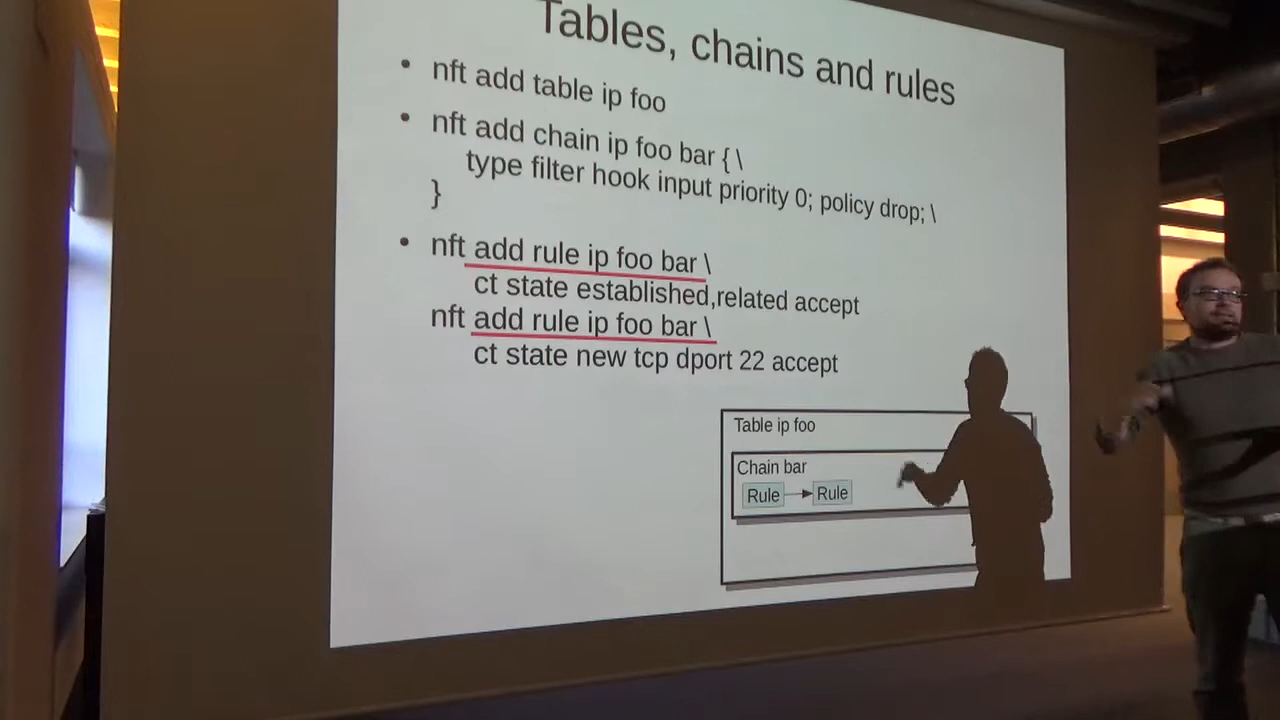 Tables, chains and rules
• nft add table ip foo
• nft add chain ip foo bar { \
type filter hook input priority 0; policy drop; \
}
• nft add rule ip foo bar \
ct state established,related accept
nft add rule ip foo bar \
ct state new tcp dport 22 accept
Table ip foo
Chain bar
Rule
Rule